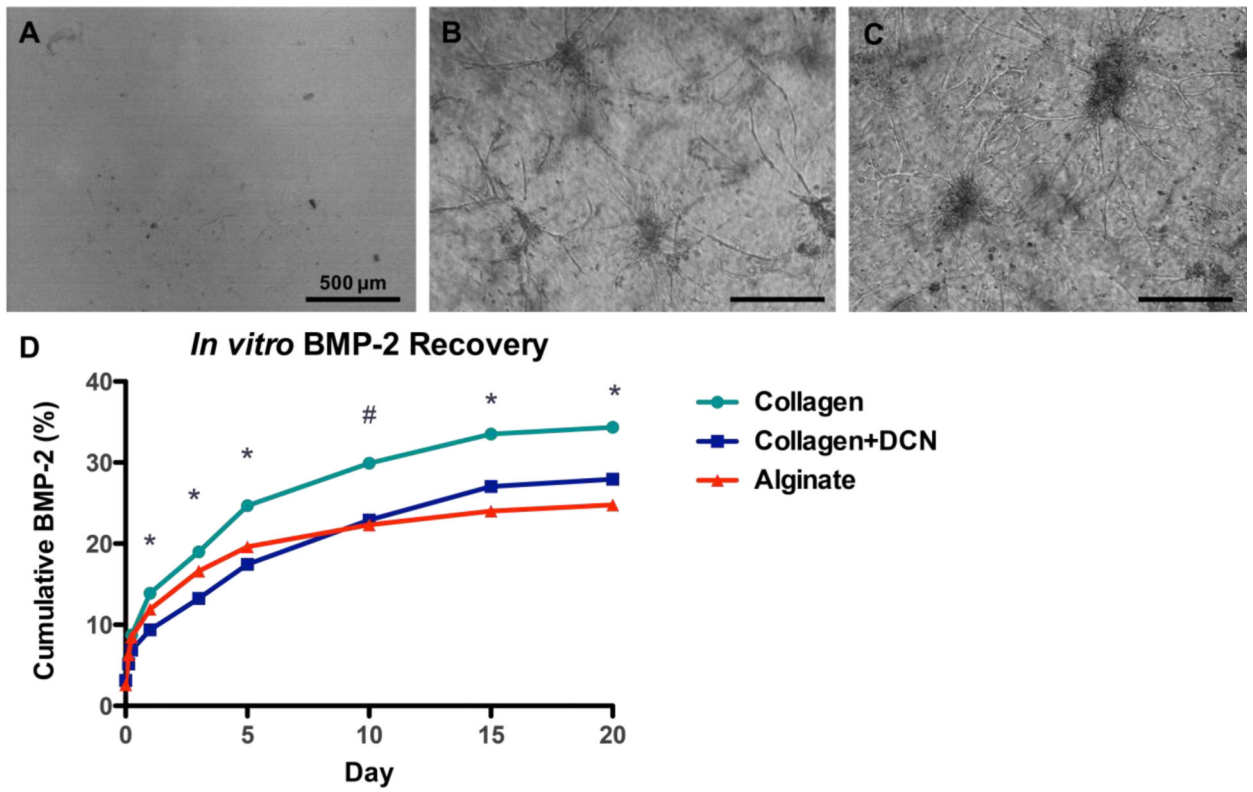 A
B
C
500 µm
D
In vitro BMP-2 Recovery
Cumulative BMP-2 (%)
40
30
20
10
0
*
*
*
#
*
*
Collagen
Collagen+DCN
Alginate
0
5
10
15
20
Day